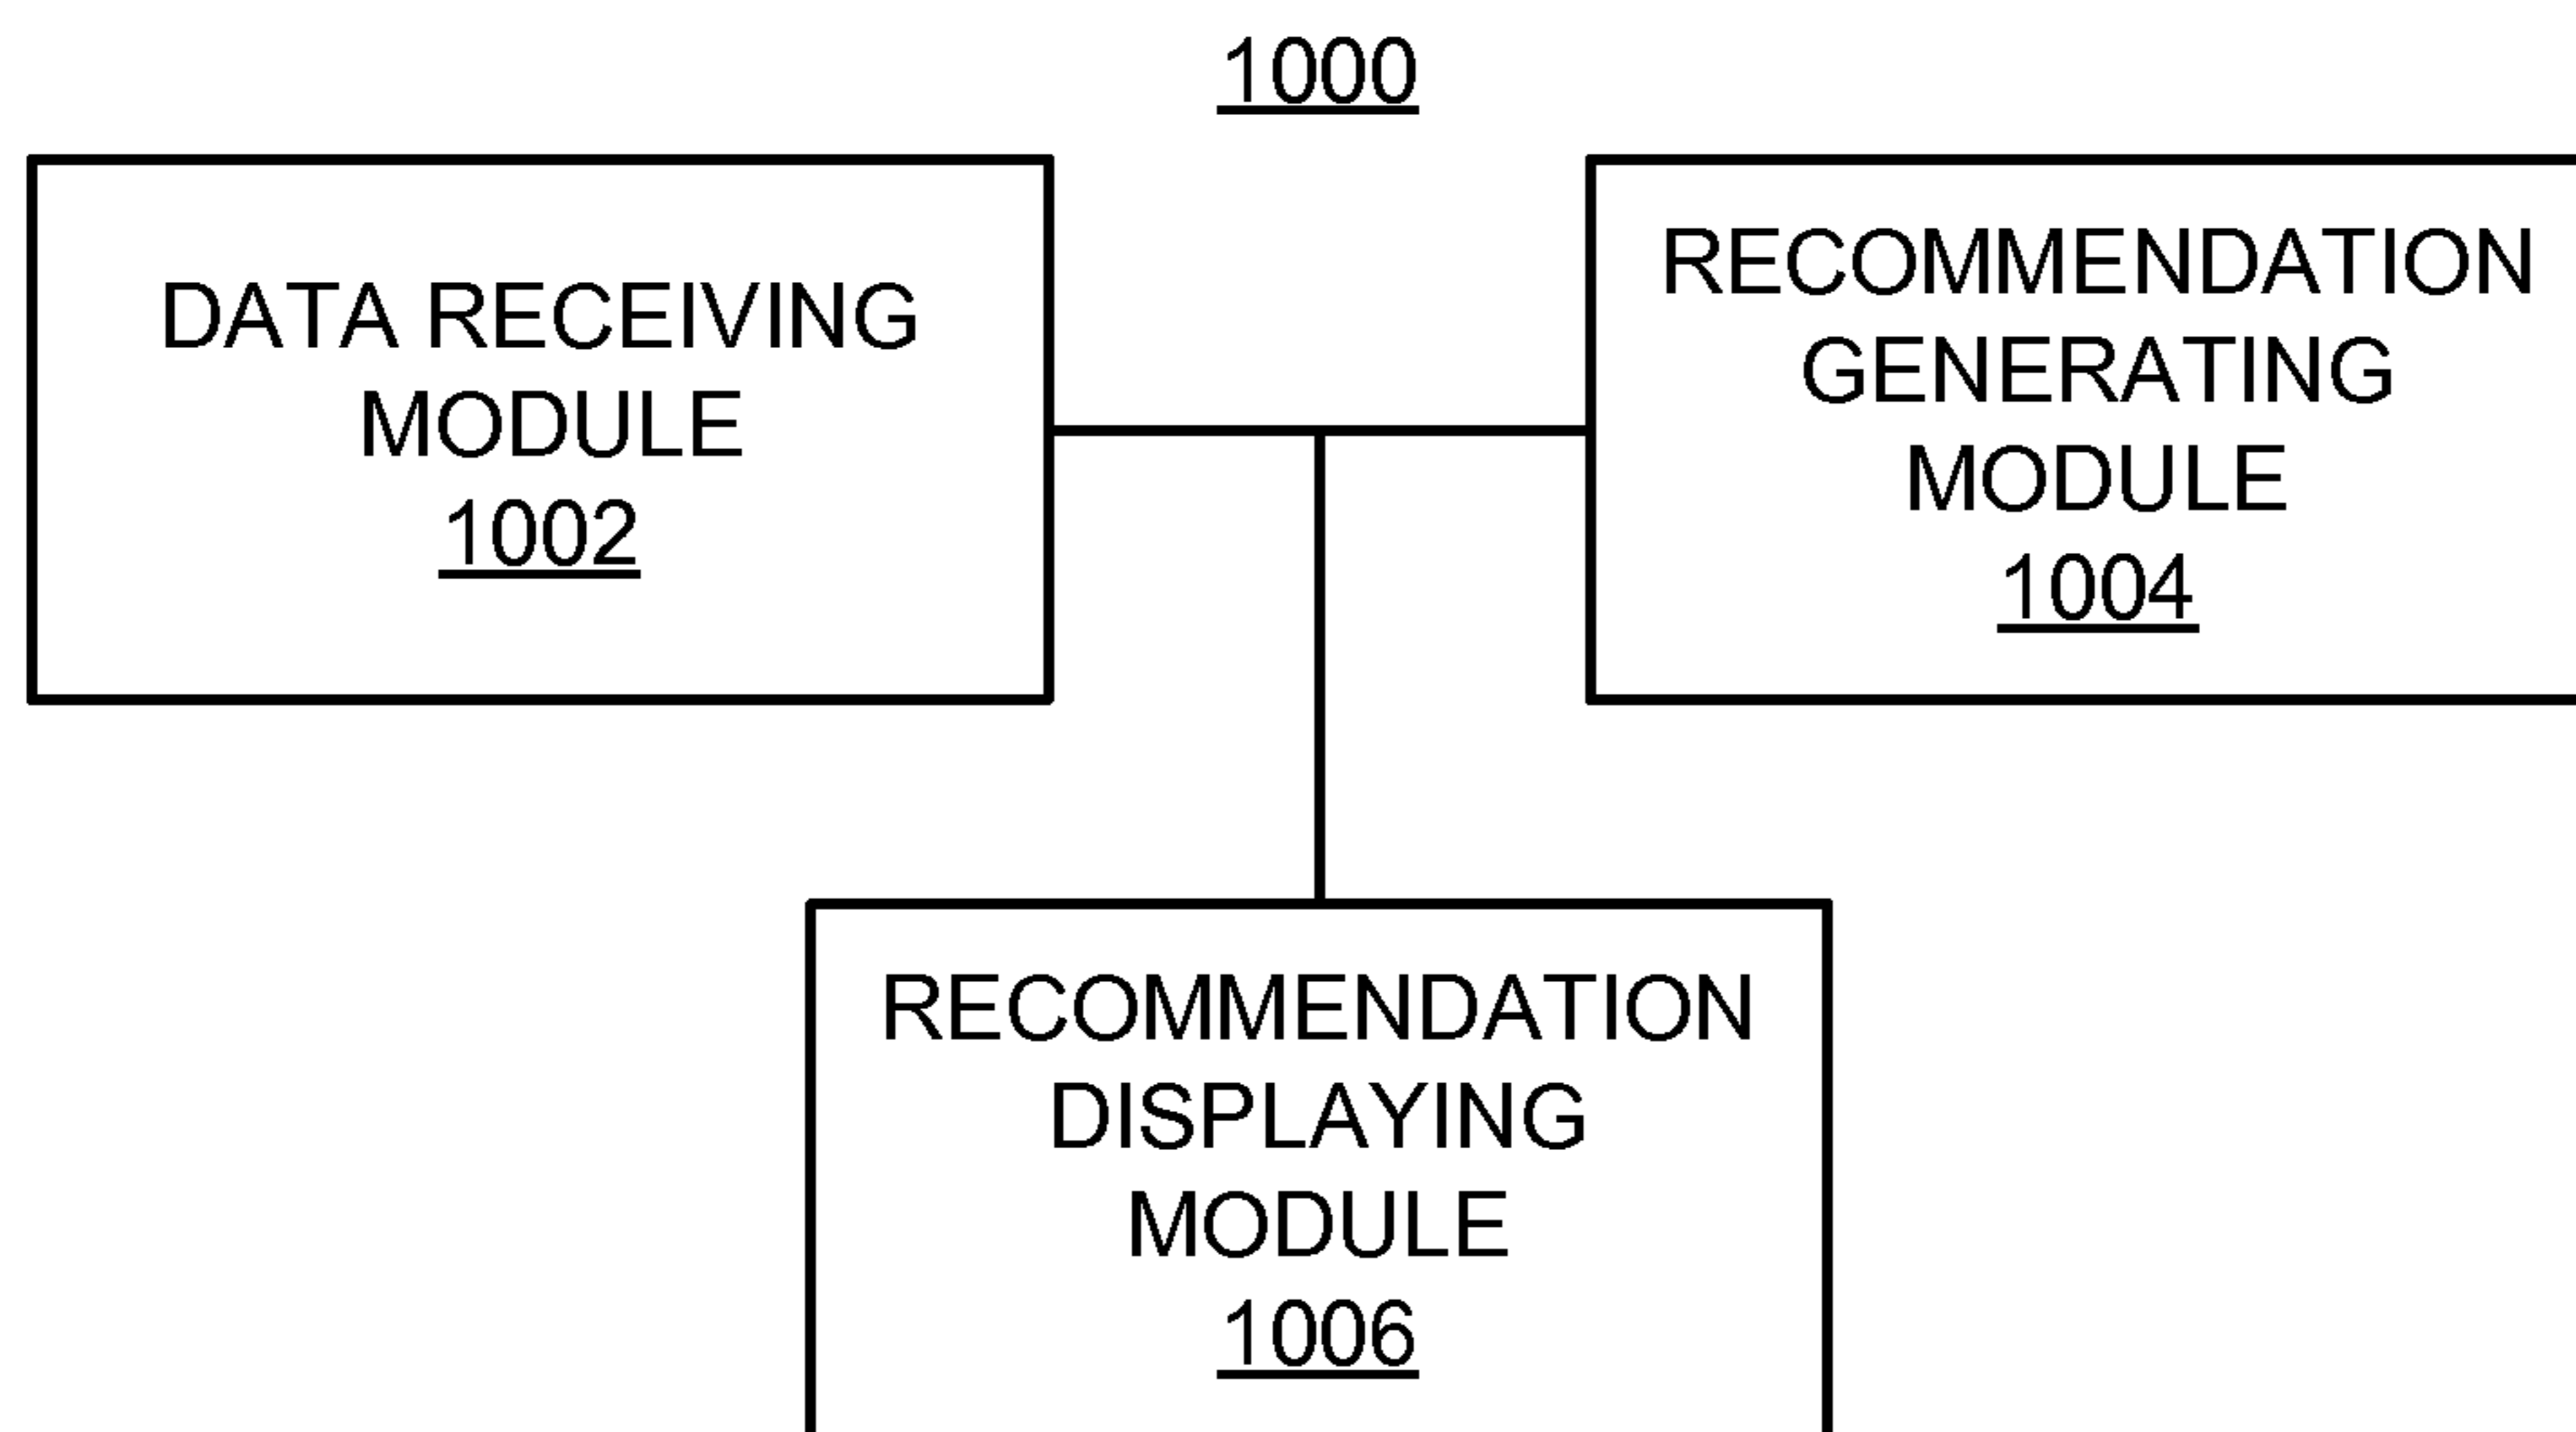 1000
DATA RECEIVING
MODULE
1002
RECOMMENDATION
GENERATING
MODULE
1004
RECOMMENDATION
DISPLAYING
MODULE
1006